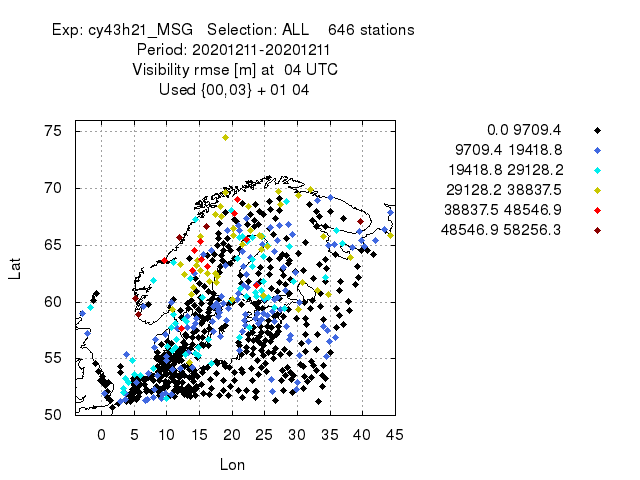 Exp: cy43h21_MSG   Selection: ALL    646 stations
Period: 20201211-20201211
Visibility rmse [m] at  04 UTC
Used {00,03} + 01 04
0.0 9709.4
9709.4 19418.8
19418.8 29128.2
29128.2 38837.5
38837.5 48546.9
48546.9 58256.3
75
70
65
60
55
50
Lat
0 5 10 15 20 25 30 35 40 45
Lon